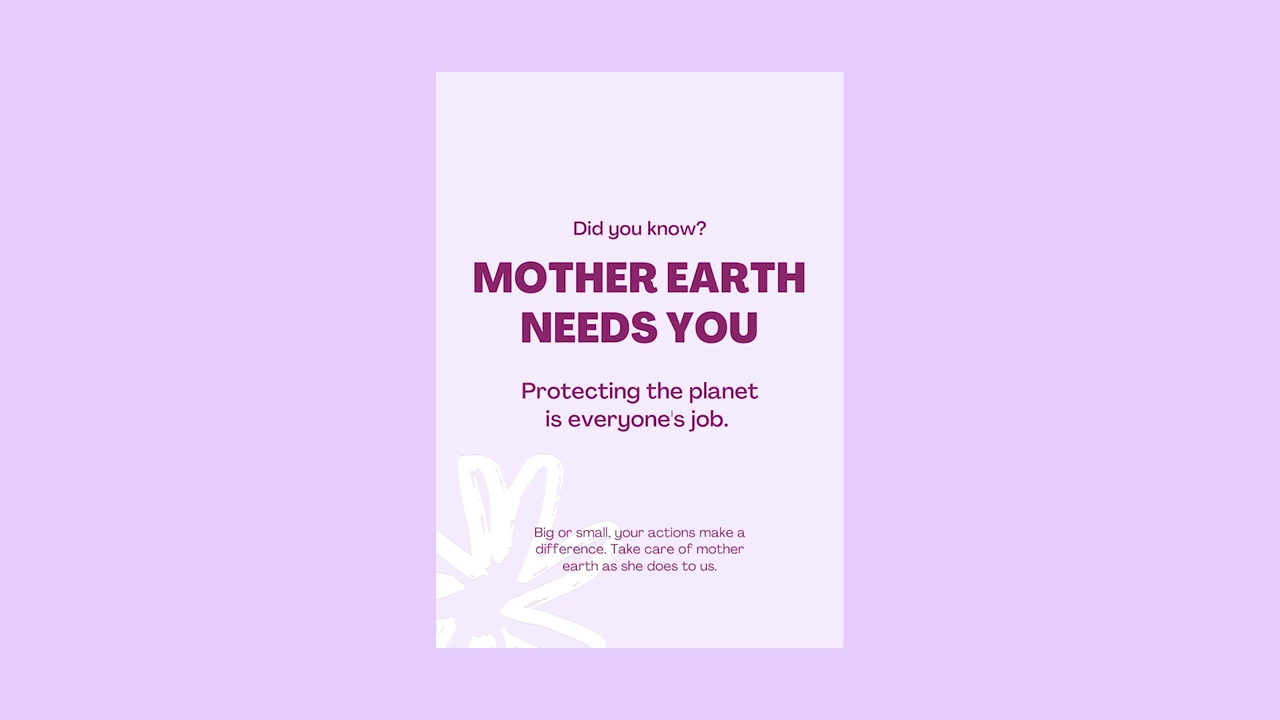 Did you know?
MOTHER EARTH
NEEDS YOU
Protecting the planet
is everyone's job.
Big or small, your actions make a
difference. Take care of mother
earth as she does to us.